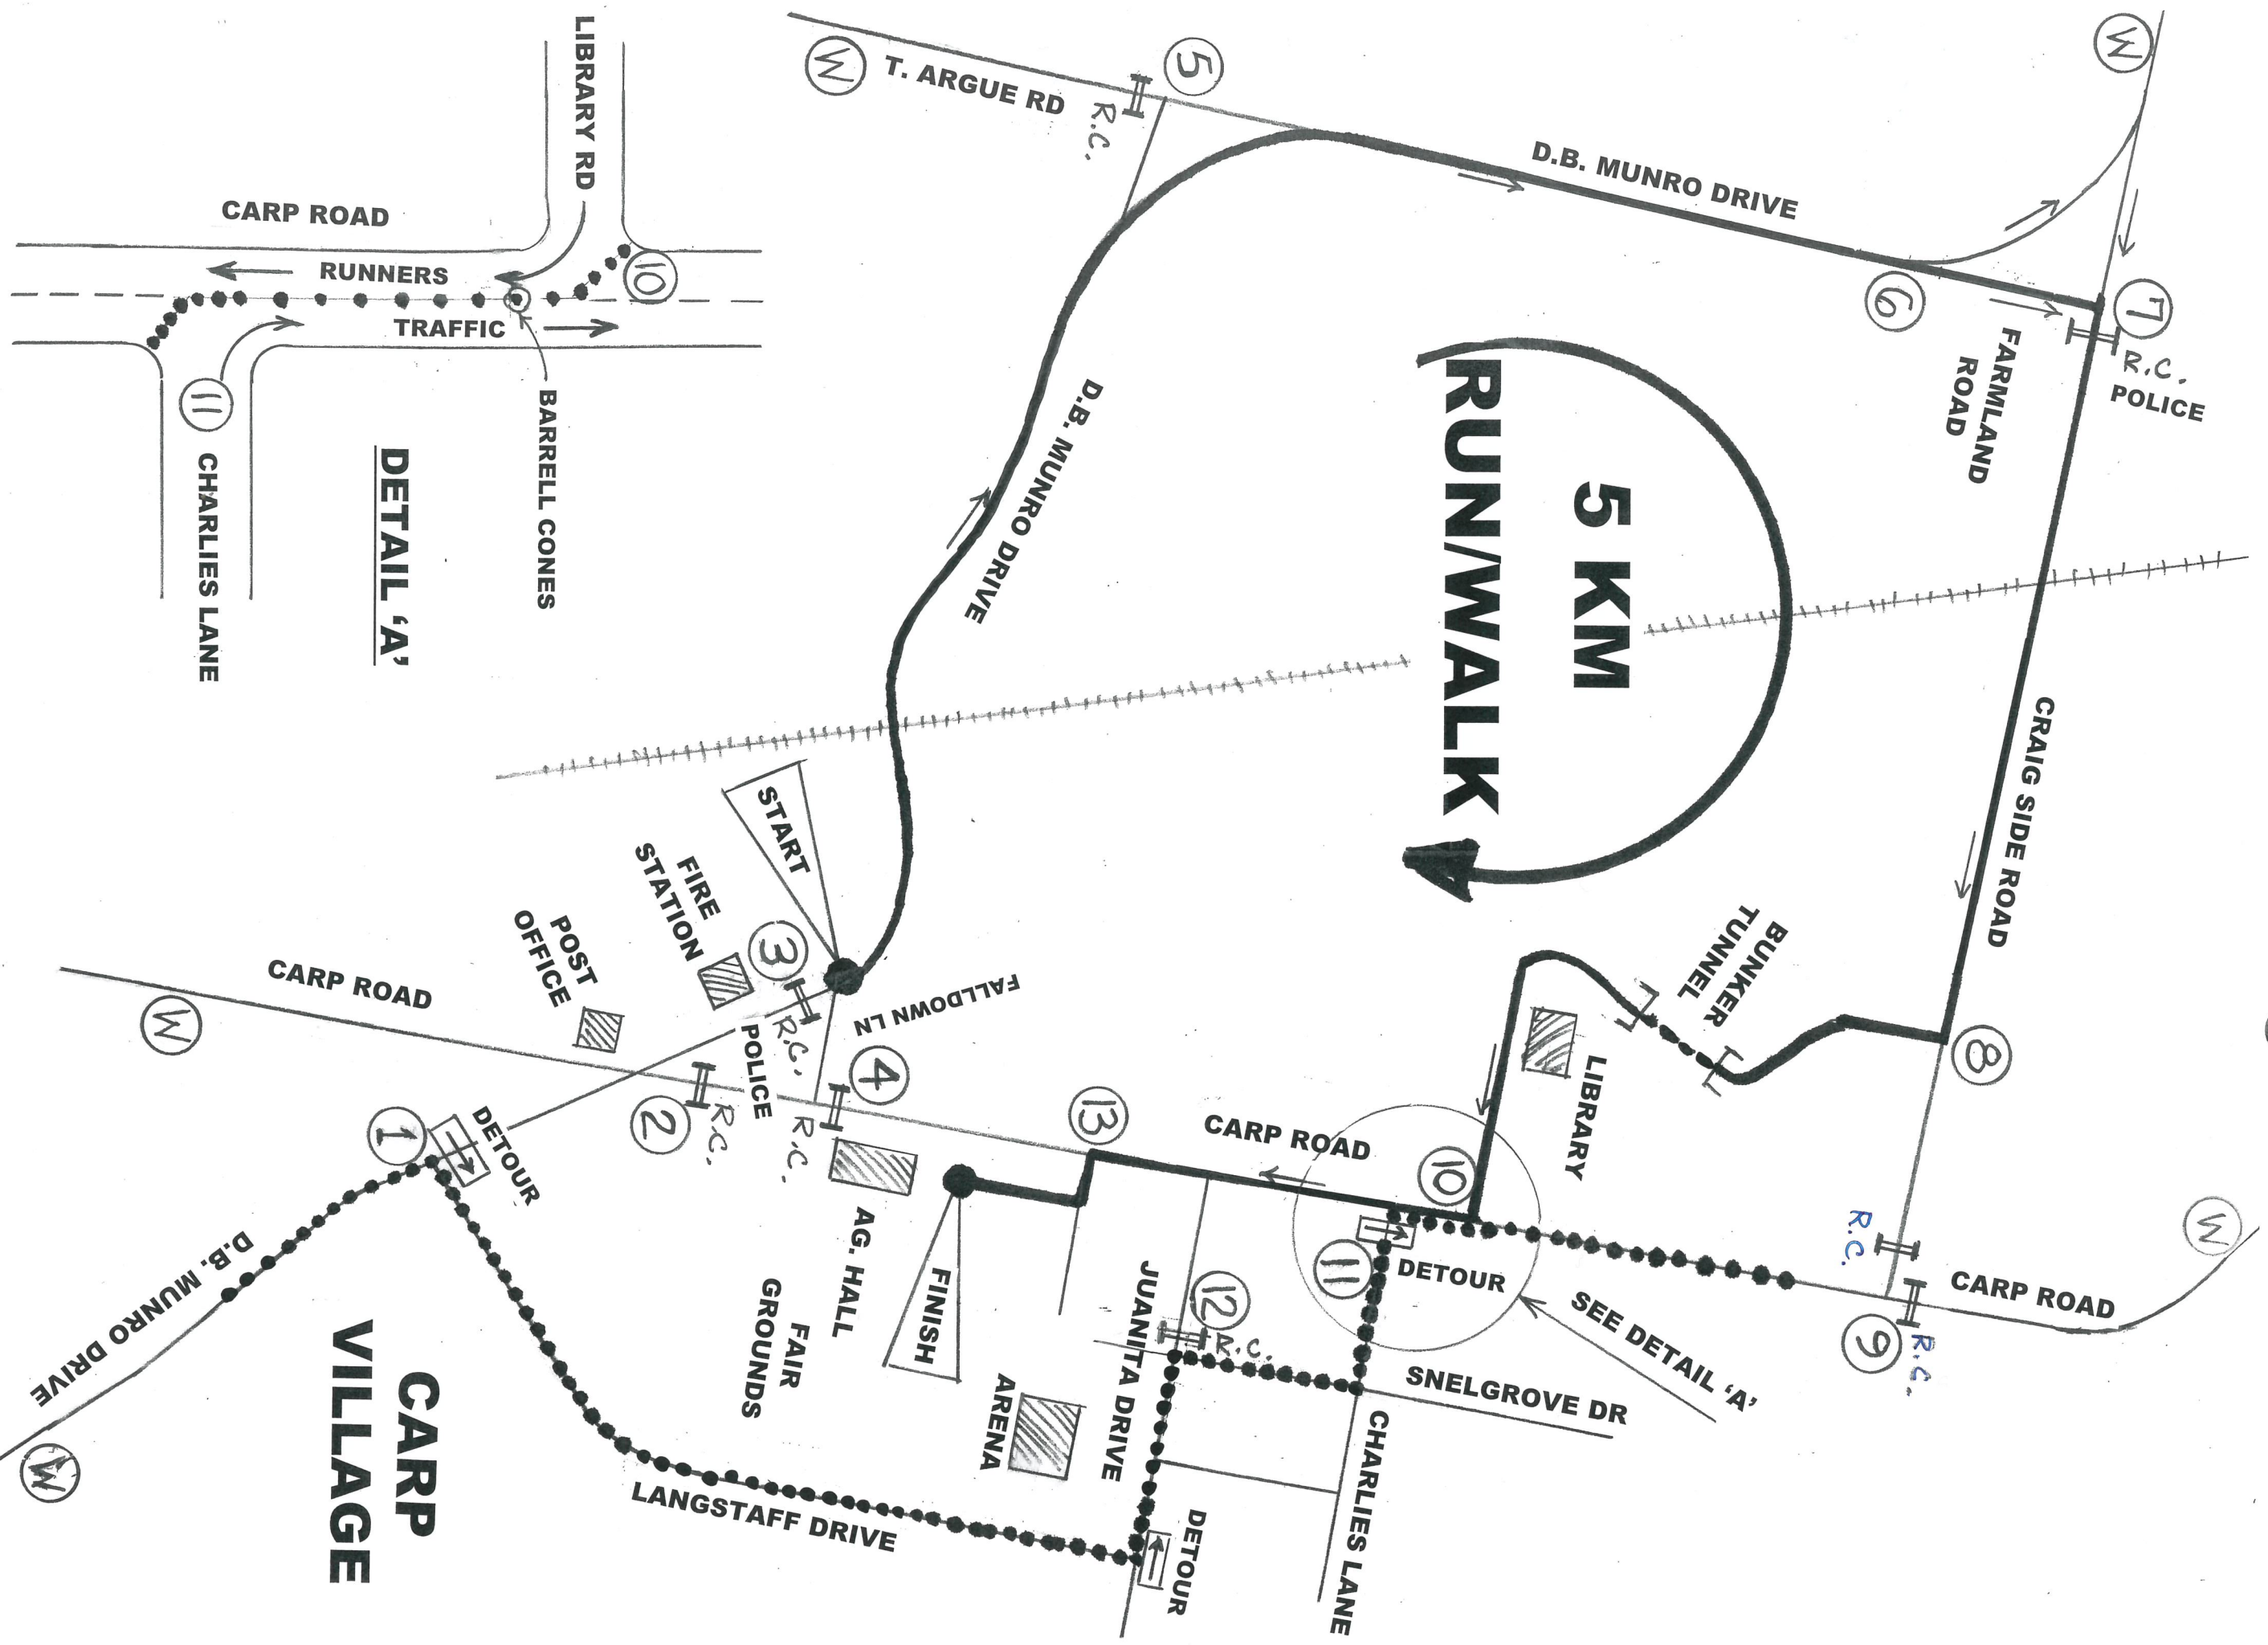 W
T. ARGUE RD
R.C.
5
D.B. MUNRO DRIVE
W
6
7
R.C.
POLICE
FARMLAND
ROAD
LIBRARY RD
CARP ROAD
RUNNERS
10
TRAFFIC
11
CHARLIES LANE
BARRELL CONES
DETAIL 'A'
D.B. MUNRO DRIVE
5 KM
RUN/WALK
CRAIG SIDE ROAD
START
FIRE
STATION
POST
OFFICE
3
R.C.
POLICE
FALLDOWN LN
4
R.C.
2
R.C.
CARP ROAD
W
BUNKER
TUNNEL
LIBRARY
8
13
CARP ROAD
10
11
DETOUR
SEE DETAIL 'A'
R.C.
9
R.C.
CARP ROAD
W
1
DETOUR
AG. HALL
FINISH
FAIR
GROUNDS
ARENA
JUANITA DRIVE
12
R.C.
SNELGROVE DR
CHARLIES LANE
DETOUR
LANGSTAFF DRIVE
D.B. MUNRO DRIVE
W
CARP
VILLAGE